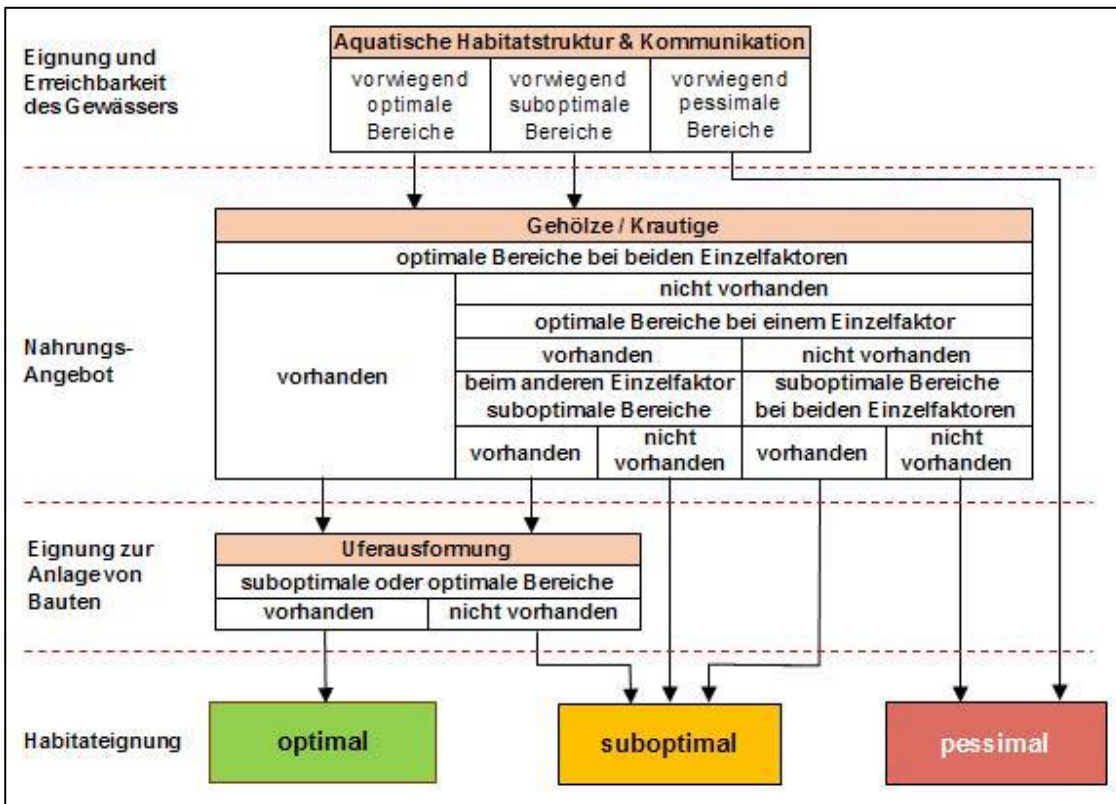 Eignung und
Erreichbarkeit
des Gewässers
Aquatische Habitatstruktur & Kommunikation
vorwiegend
optimale
Bereiche
vorwiegend
suboptimale
Bereiche
vorwiegend
pessimale
Bereiche
Nahrungs-
Angebot
Gehölze / Krautige
optimale Bereiche bei beiden Einzelfaktoren
vorhanden
nicht vorhanden
optimale Bereiche bei einem Einzelfaktor
vorhanden
nicht vorhanden
beim anderen Einzelfaktor
suboptimale Bereiche
suboptimale Bereiche
bei beiden Einzelfaktoren
vorhanden
nicht
vorhanden
vorhanden
nicht
vorhanden
Eignung zur
Anlage von
Bauten
Uferausformung
suboptimale oder optimale Bereiche
vorhanden
nicht vorhanden
Habitateignung
optimal
suboptimal
pessimal